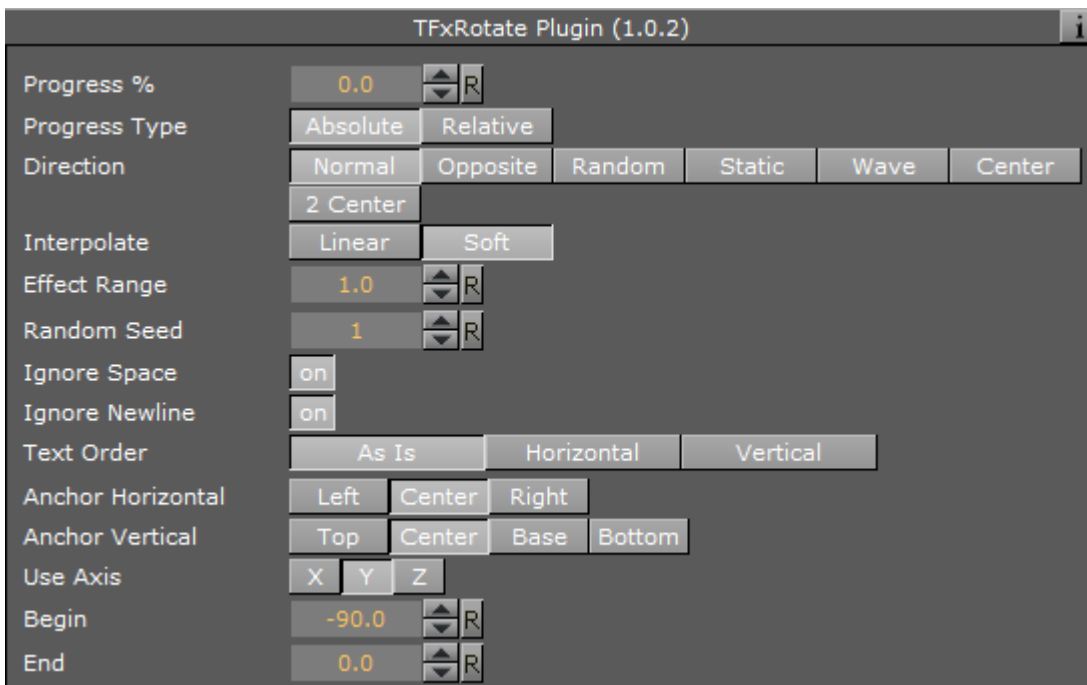 TFxRotate Plugin (1.0.2) i
Progress % 0.0 R
Progress Type Absolute Relative
Direction Normal Opposite Random Static Wave Center
2 Center
Interpolate Linear Soft
Effect Range 1.0 R
Random Seed 1 R
Ignore Space on
Ignore Newline on
Text Order As Is Horizontal Vertical
Anchor Horizontal Left Center Right
Anchor Vertical Top Center Base Bottom
Use Axis X Y Z
Begin -90.0 R
End 0.0 R